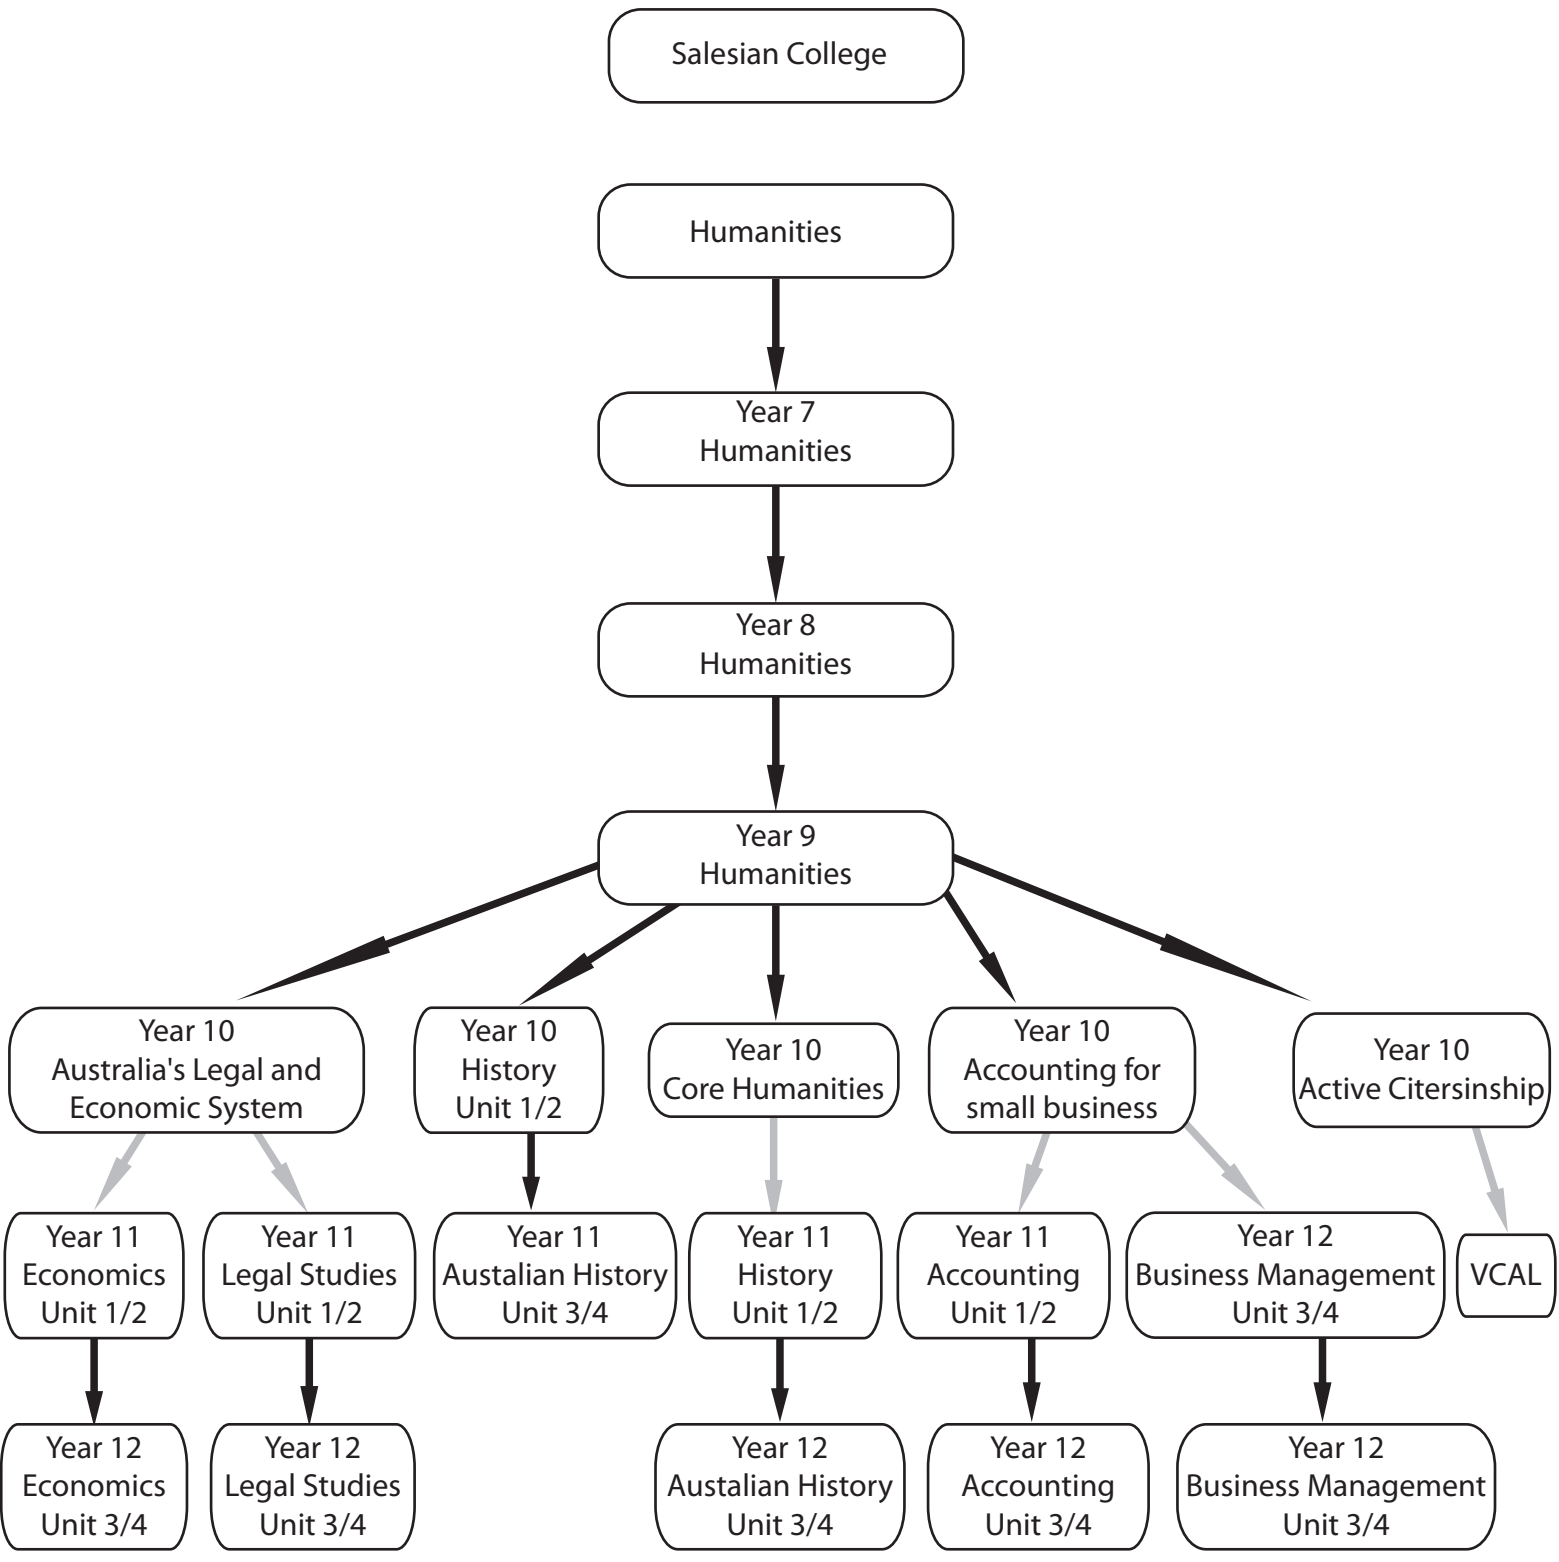 Salesian College
Humanities
Year 7
Humanities
Year 8
Humanities
Year 9
Humanities
Year 10
Australia's Legal and
Economic System
Year 10
History
Unit 1/2
Year 10
Core Humanities
Year 10
Accounting for
small business
Year 10
Active Citersinship
Year 11
Economics
Unit 1/2
Year 11
Legal Studies
Unit 1/2
Year 11
Austalian History
Unit 3/4
Year 11
History
Unit 1/2
Year 11
Accounting
Unit 1/2
Year 12
Business Management
Unit 3/4
VCAL
Year 12
Economics
Unit 3/4
Year 12
Legal Studies
Unit 3/4
Year 12
Austalian History
Unit 3/4
Year 12
Accounting
Unit 3/4
Year 12
Business Management
Unit 3/4